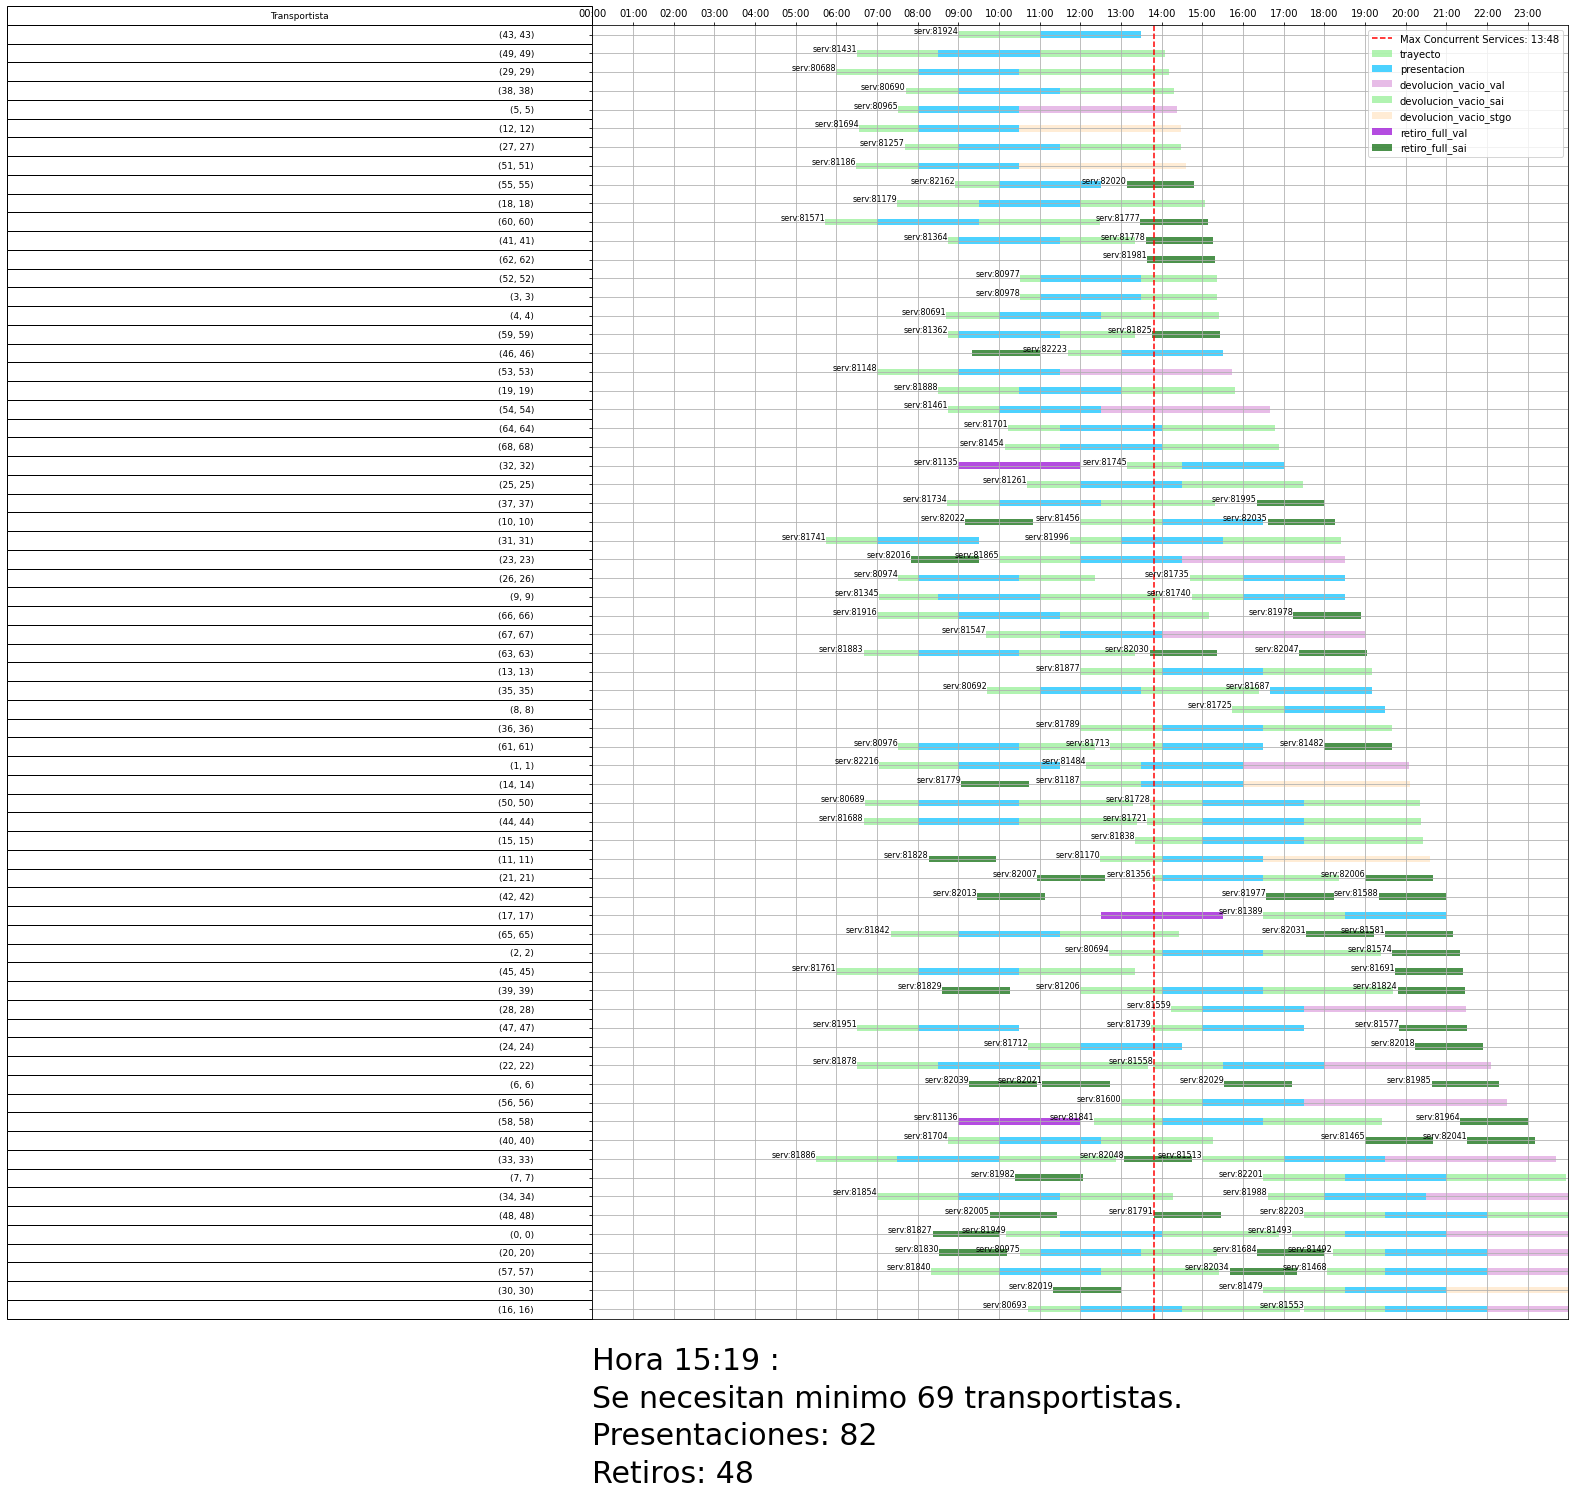 Transportista
00:00 01:00 02:00 03:00 04:00 05:00 06:00 07:00 08:00 09:00 10:00 11:00 12:00 13:00 14:00 15:00 16:00 17:00 18:00 19:00 20:00 21:00 22:00 23:00
Max Concurrent Services: 13:48
trayecto
presentacion
devolucion_vacio_val
devolucion_vacio_sai
devolucion_vacio_stgo
retiro_full_val
retiro_full_sai
(43, 43) serv:81924
(49, 49) serv:81431
(29, 29) serv:80688
(38, 38) serv:80690
(5, 5) serv:80965
(12, 12) serv:81694
(27, 27) serv:81257
(51, 51) serv:81186
(55, 55) serv:82162 serv:82020
(18, 18) serv:81179
(60, 60) serv:81571 serv:81777
(41, 41) serv:81364 serv:81778
(62, 62) serv:81981
(52, 52) serv:80977
(3, 3) serv:80978
(4, 4) serv:80691
(59, 59) serv:81362 serv:81825
(46, 46) serv:82223
(53, 53) serv:81148
(19, 19) serv:81888
(54, 54) serv:81461
(64, 64) serv:81701
(68, 68) serv:81454
(32, 32) serv:81135 serv:81745
(25, 25) serv:81261
(37, 37) serv:81734 serv:81995
(10, 10) serv:82022 serv:81456 serv:82035
(31, 31) serv:81741 serv:81996
(23, 23) serv:82016 serv:81865
(26, 26) serv:80974 serv:81735
(9, 9) serv:81345 serv:81740
(66, 66) serv:81916 serv:81978
(67, 67) serv:81547
(63, 63) serv:81883 serv:82030 serv:82047
(13, 13) serv:81877
(35, 35) serv:80692 serv:81687
(8, 8) serv:81725
(36, 36) serv:81789
(61, 61) serv:80976 serv:81713 serv:81482
(1, 1) serv:82216 serv:81484
(14, 14) serv:81779 serv:81187
(50, 50) serv:80689 serv:81728
(44, 44) serv:81688 serv:81721
(15, 15) serv:81838
(11, 11) serv:81828 serv:81170
(21, 21) serv:82007 serv:81356 serv:82006
(42, 42) serv:82013 serv:81977 serv:81588
(17, 17) serv:81389
(65, 65) serv:81842 serv:82031 serv:81581
(2, 2) serv:80694 serv:81574
(45, 45) serv:81761 serv:81691
(39, 39) serv:81829 serv:81206 serv:81824
(28, 28) serv:81559
(47, 47) serv:81951 serv:81739 serv:81577
(24, 24) serv:81712 serv:82018
(22, 22) serv:81878 serv:81558
(6, 6) serv:82039 serv:82021 serv:82029 serv:81985
(56, 56) serv:81600
(58, 58) serv:81136 serv:81841 serv:81964
(40, 40) serv:81704 serv:81465 serv:82041
(33, 33) serv:81886 serv:82048 serv:81513
(7, 7) serv:81982 serv:82201
(34, 34) serv:81854 serv:81988
(48, 48) serv:82005 serv:81791 serv:82203
(0, 0) serv:81827 serv:81949 serv:81493
(20, 20) serv:81830 serv:80975 serv:81684 serv:81492
(57, 57) serv:81840 serv:82034 serv:81468
(30, 30) serv:82019 serv:81479
(16, 16) serv:80693 serv:81553
Hora 15:19 :
Se necesitan minimo 69 transportistas.
Presentaciones: 82
Retiros: 48